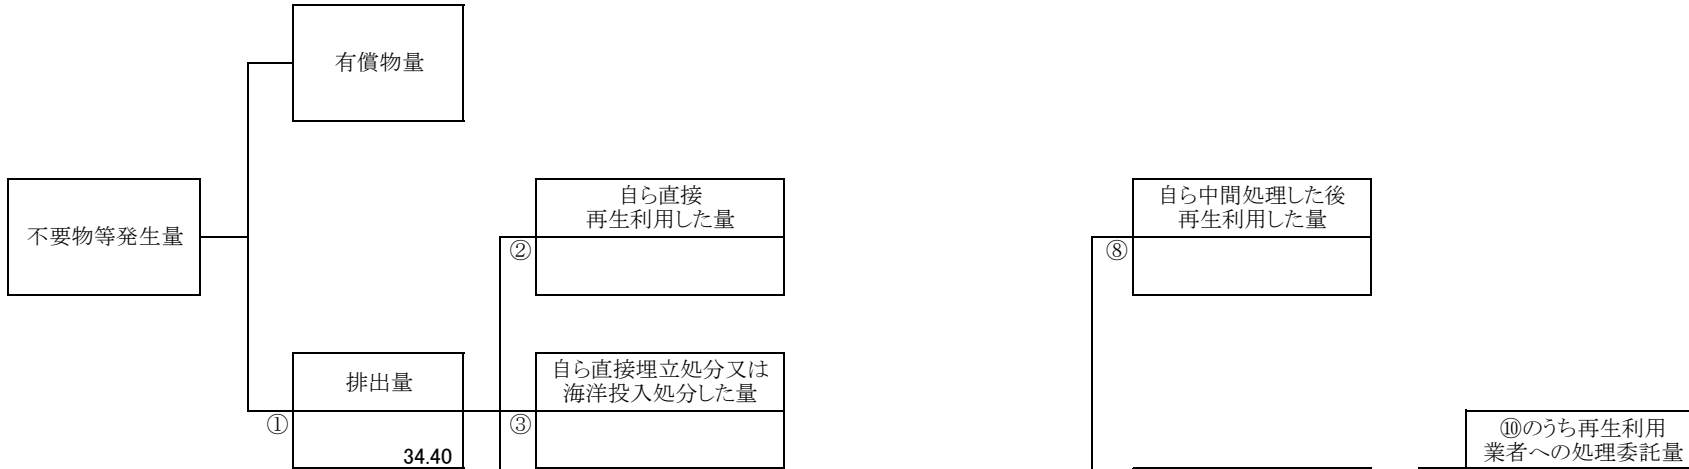 有償物量
不要物等発生量
自ら直接
再生利用した量
②
自ら中間処理した後
再生利用した量
⑧
排出量
①
34.40
自ら直接埋立処分又は
海洋投入処分した量
③
⑩のうち再生利用
業者への処理委託量